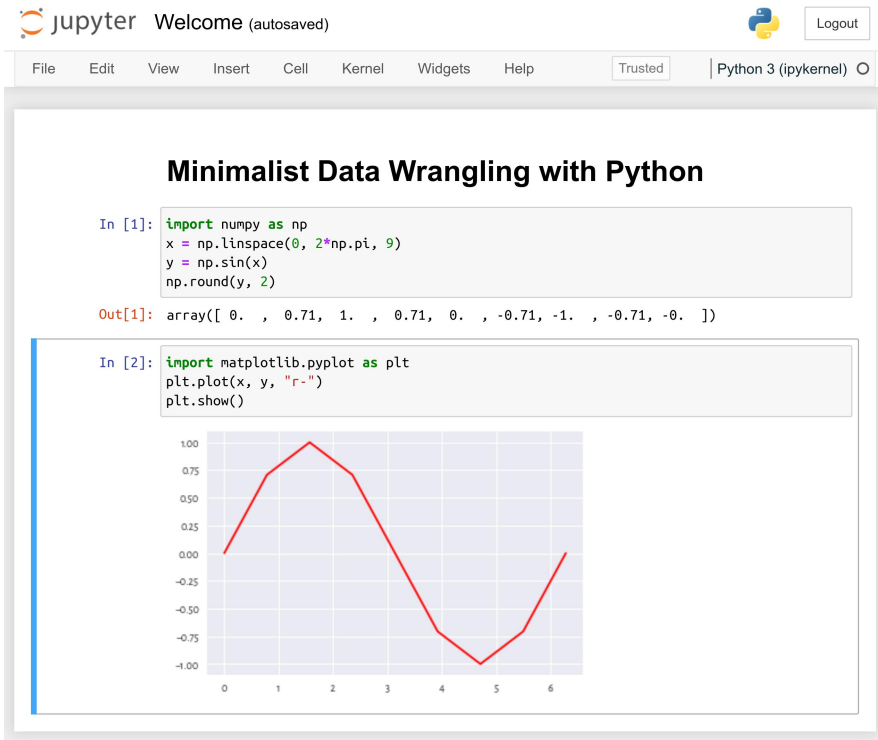 jupyter Welcome (autosaved) Logout
File Edit View Insert Cell Kernel Widgets Help Trusted Python 3 (ipykernel)
Minimalist Data Wrangling with Python
In [1]: import numpy as np
x = np.linspace(0, 2*np.pi, 9)
y = np.sin(x)
np.round(y, 2)
Out[1]: array([ 0.  ,  0.71,  1.  ,  0.71,  0.  , -0.71, -1.  , -0.71, -0.  ])
In [2]: import matplotlib.pyplot as plt
plt.plot(x, y, "r-")
plt.show()
1.00
0.75
0.50
0.25
0.00
-0.25
-0.50
-0.75
-1.00
0 1 2 3 4 5 6